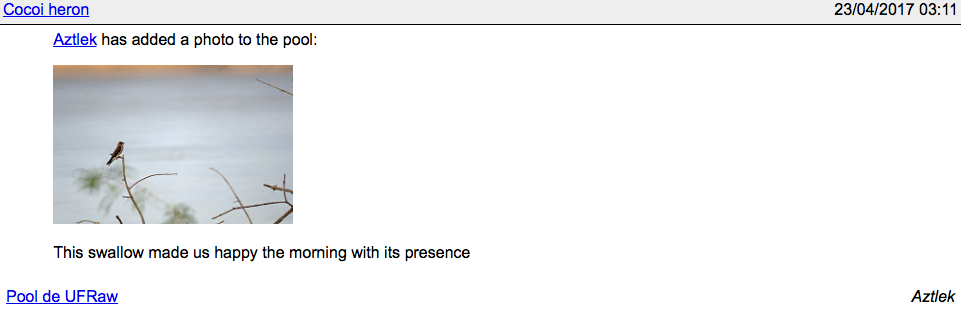 Cocoi heron 23/04/2017 03:11
Aztlek has added a photo to the pool:
This swallow made us happy the morning with its presence
Pool de UFRaw Aztlek